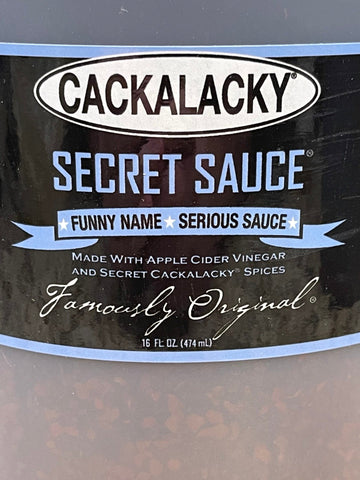 CACKALACKY®
SECRET SAUCE®
★ FUNNY NAME ★ SERIOUS SAUCE ★
MADE WITH APPLE CIDER VINEGAR
AND SECRET CACKALACKY® SPICES
Famously Original®
16 FL. OZ. (474 mL)